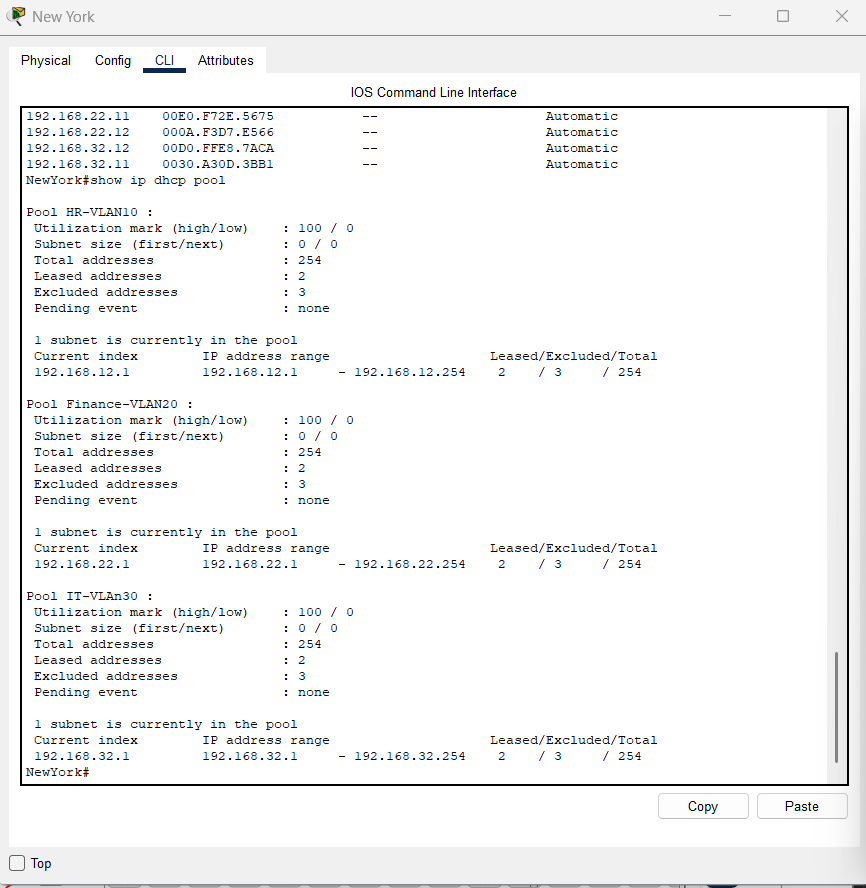 New York
Physical Config CLI Attributes
IOS Command Line Interface
192.168.22.11 00E0.F72E.5675 -- Automatic
192.168.22.12 000A.F3D7.E566 -- Automatic
192.168.32.12 00D0.FFE8.7ACA -- Automatic
192.168.32.11 0030.A30D.3BB1 -- Automatic
NewYork#show ip dhcp pool
Pool HR-VLAN10 :
Utilization mark (high/low) : 100 / 0
Subnet size (first/next) : 0 / 0
Total addresses : 254
Leased addresses : 2
Excluded addresses : 3
Pending event : none
1 subnet is currently in the pool
Current index IP address range Leased/Excluded/Total
192.168.12.1 192.168.12.1 - 192.168.12.254 2 / 3 / 254
Pool Finance-VLAN20 :
Utilization mark (high/low) : 100 / 0
Subnet size (first/next) : 0 / 0
Total addresses : 254
Leased addresses : 2
Excluded addresses : 3
Pending event : none
1 subnet is currently in the pool
Current index IP address range Leased/Excluded/Total
192.168.22.1 192.168.22.1 - 192.168.22.254 2 / 3 / 254
Pool IT-VLAn30 :
Utilization mark (high/low) : 100 / 0
Subnet size (first/next) : 0 / 0
Total addresses : 254
Leased addresses : 2
Excluded addresses : 3
Pending event : none
1 subnet is currently in the pool
Current index IP address range Leased/Excluded/Total
192.168.32.1 192.168.32.1 - 192.168.32.254 2 / 3 / 254
NewYork#
Copy Paste
Top